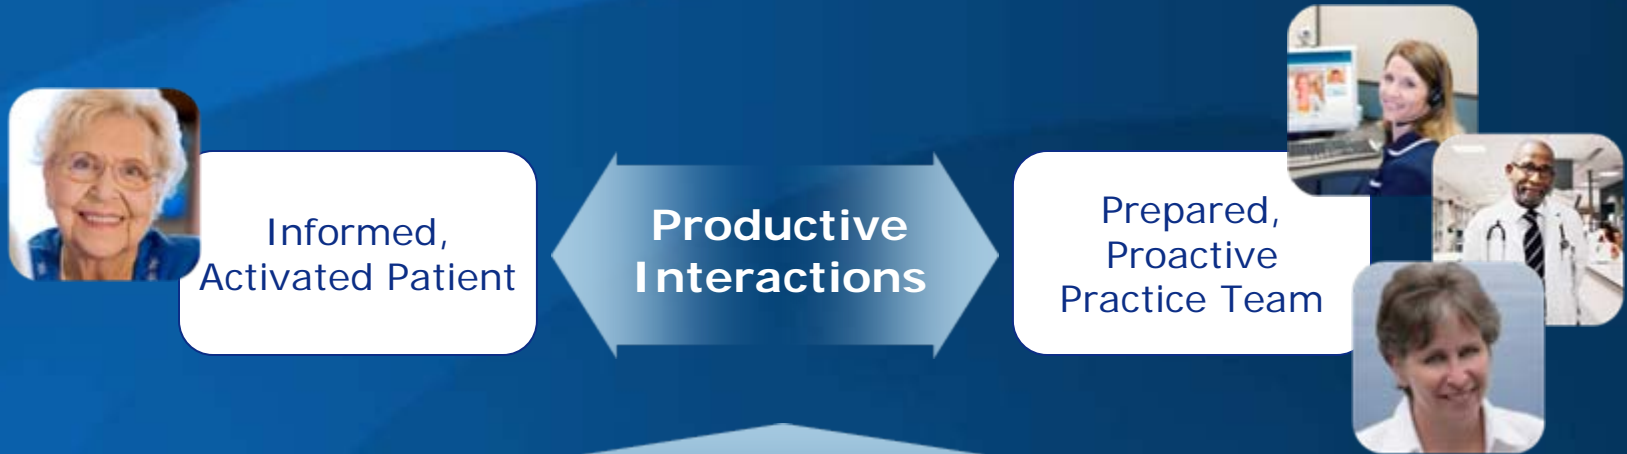 Informed,
Activated Patient
Productive
Interactions
Prepared,
Proactive
Practice Team